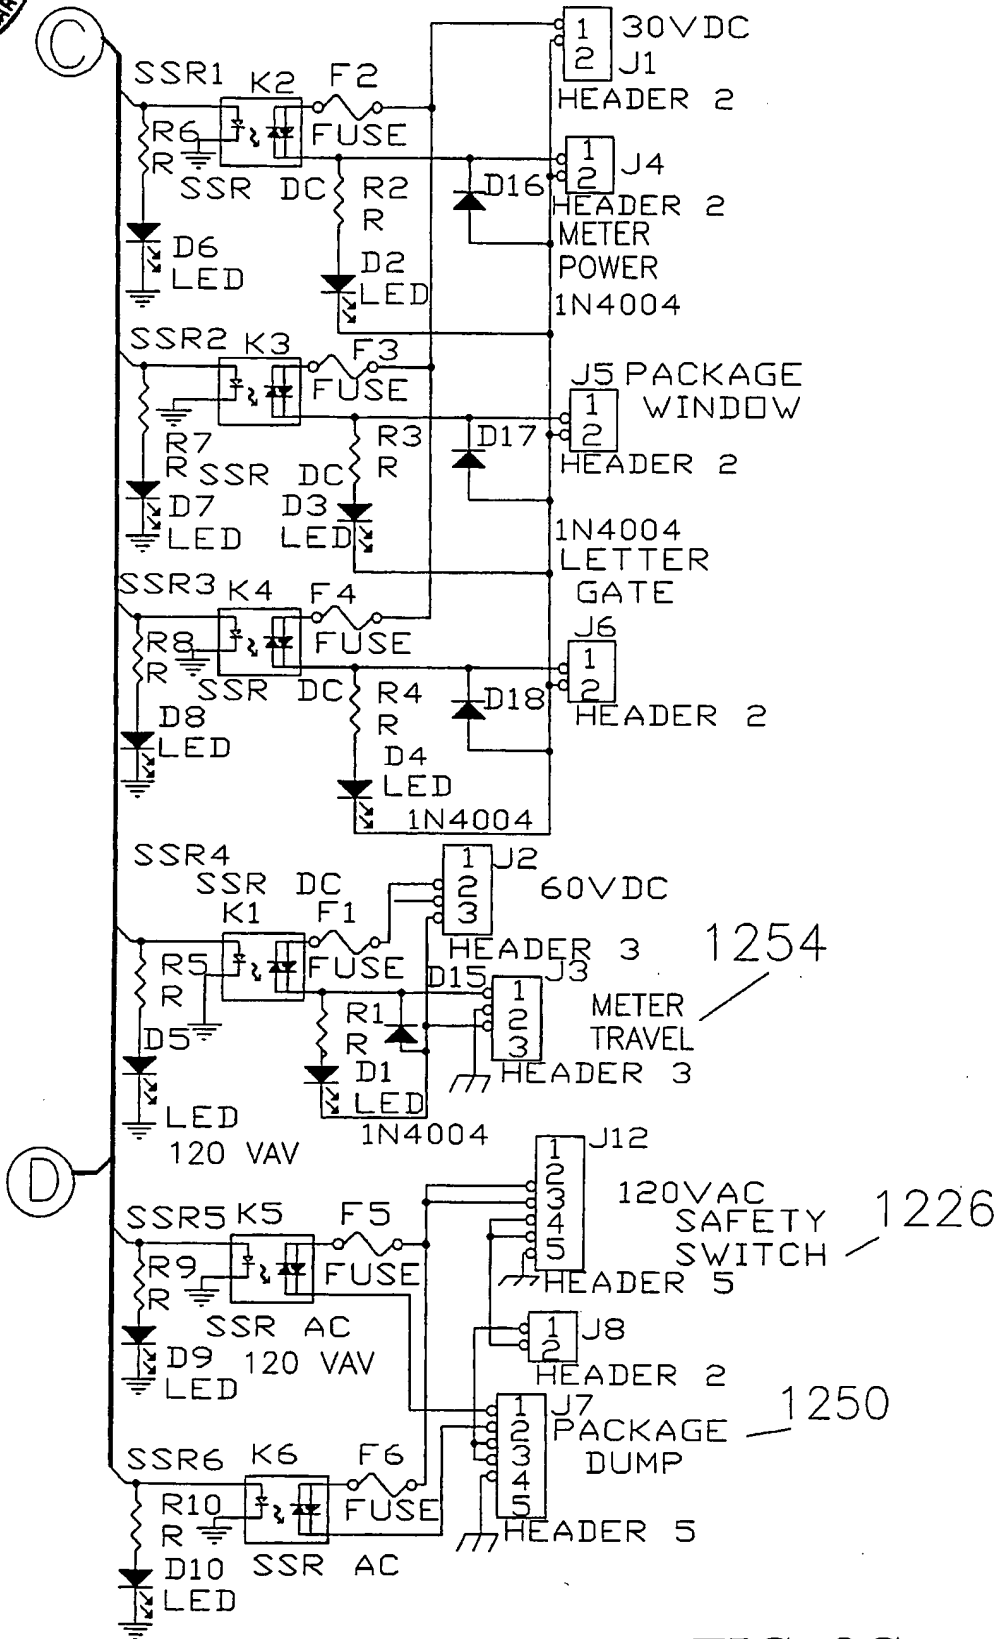 C
30VDC
1
2
J1
HEADER 2
SSR1
K2
F2
FUSE
R6
R
SSR DC
R2
R
D16
1
2
J4
HEADER 2
METER
POWER
D6
LED
D2
LED
1N4004
SSR2
K3
F3
FUSE
J5 PACKAGE
WINDOW
1
2
HEADER 2
R7
R
SSR DC
R3
R
D17
D7
LED
D3
LED
1N4004
LETTER
GATE
SSR3
K4
F4
FUSE
J6
1
2
HEADER 2
R8
R
SSR DC
R4
R
D18
D8
LED
D4
LED
1N4004
SSR4
SSR DC
K1
F1
FUSE
1
2
3
J2
60VDC
HEADER 3
1254
R5
R
D15
R1
R
J3
1
2
3
METER
TRAVEL
HEADER 3
D5
LED
D1
LED
1N4004
120 VAV
D
J12
1
2
3
4
5
120VAC
SAFETY
SWITCH
1226
HEADER 5
SSR5
K5
F5
FUSE
R9
R
SSR AC
120 VAV
D9
LED
1
2
J8
HEADER 2
J7
1
2
3
4
5
PACKAGE
DUMP
1250
HEADER 5
SSR6
K6
F6
FUSE
R10
R
SSR AC
D10
LED